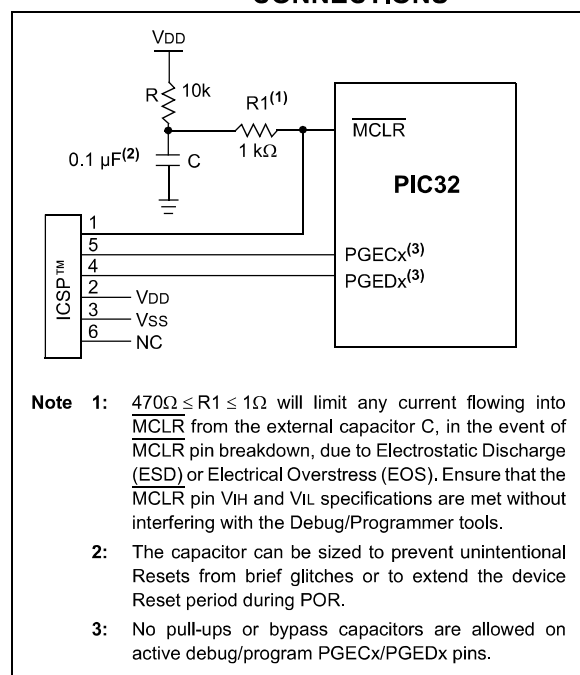 CONNECTIONS
VDD
R 10k
R1(1)
1 kΩ
MCLR
0.1 µF(2)
C
PIC32
1
5
4
2
3
6
ICSP™
PGECx(3)
PGEDx(3)
VDD
VSS
NC
Note 1: 470Ω ≤ R1 ≤ 1Ω will limit any current flowing into
MCLR from the external capacitor C, in the event of
MCLR pin breakdown, due to Electrostatic Discharge
(ESD) or Electrical Overstress (EOS). Ensure that the
MCLR pin VIH and VIL specifications are met without
interfering with the Debug/Programmer tools.
2: The capacitor can be sized to prevent unintentional
Resets from brief glitches or to extend the device
Reset period during POR.
3: No pull-ups or bypass capacitors are allowed on
active debug/program PGECx/PGEDx pins.